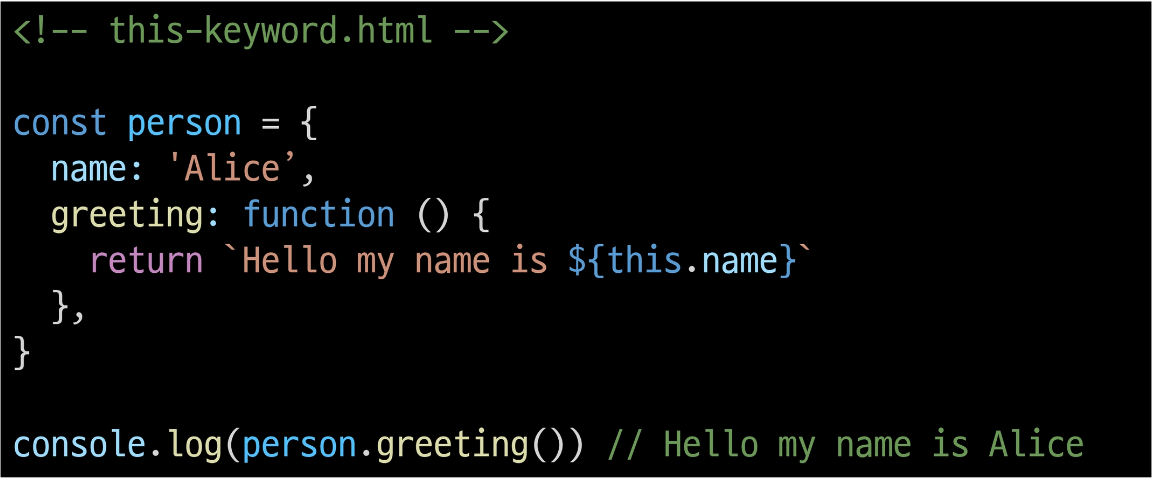 <!-- this-keyword.html -->
const person = {
  name: 'Alice’,
  greeting: function () {
    return `Hello my name is ${this.name}`
  },
}
console.log(person.greeting()) // Hello my name is Alice